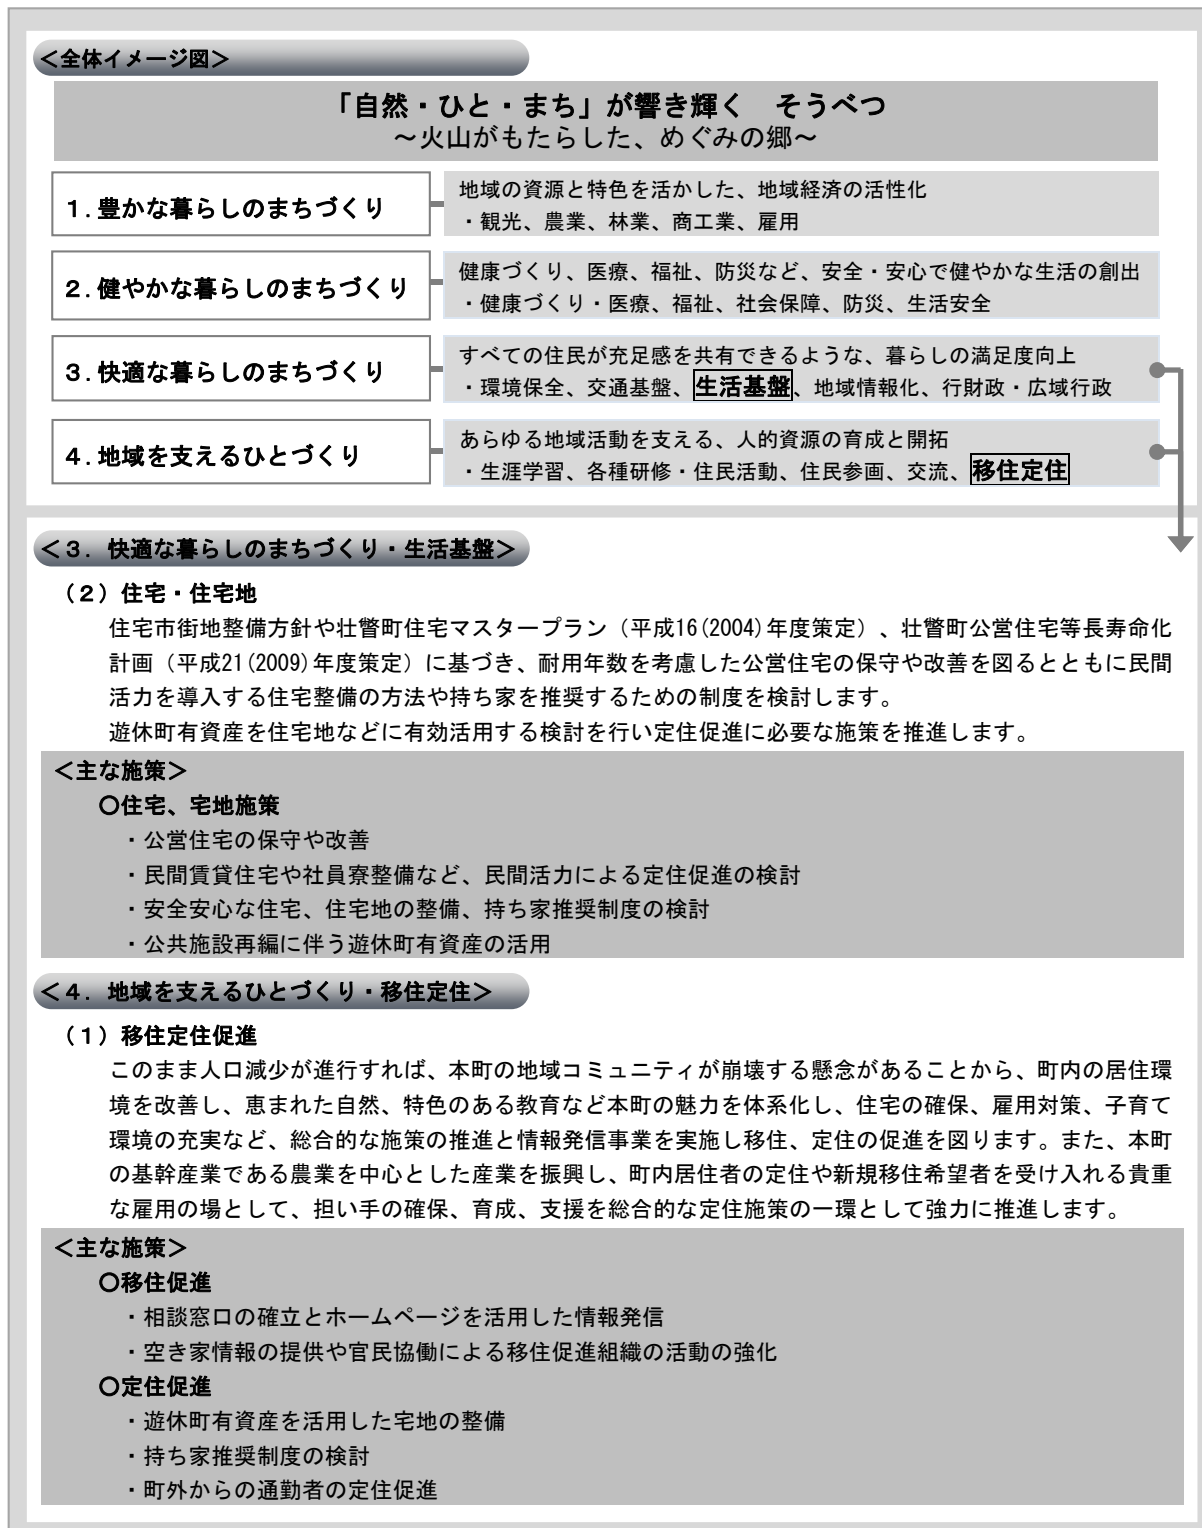 ＜全体イメージ図＞
「自然・ひと・まち」が響き輝く　そうべつ
～火山がもたらした、めぐみの郷～
１.豊かな暮らしのまちづくり
地域の資源と特色を活かした、地域経済の活性化
・観光、農業、林業、商工業、雇用
２.健やかな暮らしのまちづくり
健康づくり、医療、福祉、防災など、安全・安心で健やかな生活の創出
・健康づくり・医療、福祉、社会保障、防災、生活安全
３.快適な暮らしのまちづくり
すべての住民が充足感を共有できるような、暮らしの満足度向上
・環境保全、交通基盤、生活基盤、地域情報化、行財政・広域行政
４.地域を支えるひとづくり
あらゆる地域活動を支える、人的資源の育成と開拓
・生涯学習、各種研修・住民活動、住民参画、交流、移住定住
＜３．快適な暮らしのまちづくり・生活基盤＞
（２）住宅・住宅地
住宅市街地整備方針や壮瞥町住宅マスタープラン（平成16(2004)年度策定）、壮瞥町公営住宅等長寿命化
計画（平成21(2009)年度策定）に基づき、耐用年数を考慮した公営住宅の保守や改善を図るとともに民間
活力を導入する住宅整備の方法や持ち家を推奨するための制度を検討します。
遊休町有資産を住宅地などに有効活用する検討を行い定住促進に必要な施策を推進します。
＜主な施策＞
○住宅、宅地施策
・公営住宅の保守や改善
・民間賃貸住宅や社員寮整備など、民間活力による定住促進の検討
・安全安心な住宅、住宅地の整備、持ち家推奨制度の検討
・公共施設再編に伴う遊休町有資産の活用
＜４．地域を支えるひとづくり・移住定住＞
（１）移住定住促進
このまま人口減少が進行すれば、本町の地域コミュニティが崩壊する懸念があることから、町内の居住環
境を改善し、恵まれた自然、特色のある教育など本町の魅力を体系化し、住宅の確保、雇用対策、子育て
環境の充実など、総合的な施策の推進と情報発信事業を実施し移住、定住の促進を図ります。また、本町
の基幹産業である農業を中心とした産業を振興し、町内居住者の定住や新規移住希望者を受け入れる貴重
な雇用の場として、担い手の確保、育成、支援を総合的な定住施策の一環として強力に推進します。
＜主な施策＞
○移住促進
・相談窓口の確立とホームページを活用した情報発信
・空き家情報の提供や官民協働による移住促進組織の活動の強化
○定住促進
・遊休町有資産を活用した宅地の整備
・持ち家推奨制度の検討
・町外からの通勤者の定住促進